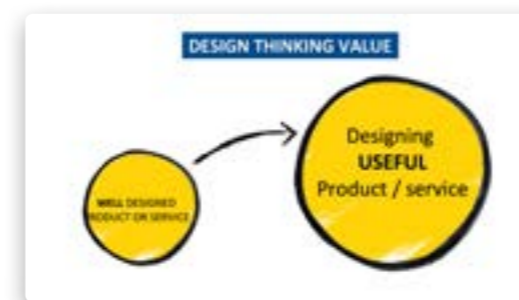 DESIGN THINKING VALUE
WELL DESIGNED
PRODUCT OR SERVICE
Designing
USEFUL
Product / service